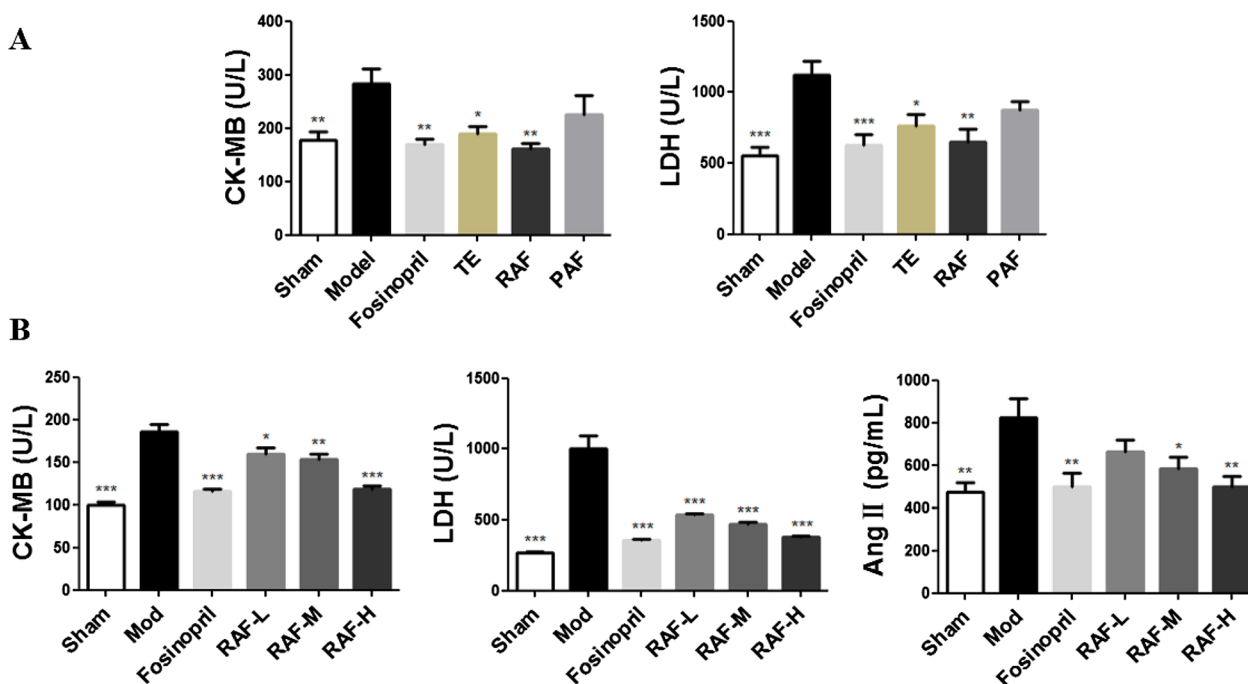 A
CK-MB (U/L)
400
300
200
100
0
**
**
*
**
Sham
Model
Fosinopril
TE
RAF
PAF
LDH (U/L)
1500
1000
500
0
***
***
*
**
Sham
Model
Fosinopril
TE
RAF
PAF
B
CK-MB (U/L)
250
200
150
100
50
0
***
***
*
**
***
Sham
Mod
Fosinopril
RAF-L
RAF-M
RAF-H
LDH (U/L)
1500
1000
500
0
***
***
***
***
***
Sham
Mod
Fosinopril
RAF-L
RAF-M
RAF-H
Ang II (pg/mL)
1000
800
600
400
200
0
**
**
*
**
Sham
Mod
Fosinopril
RAF-L
RAF-M
RAF-H